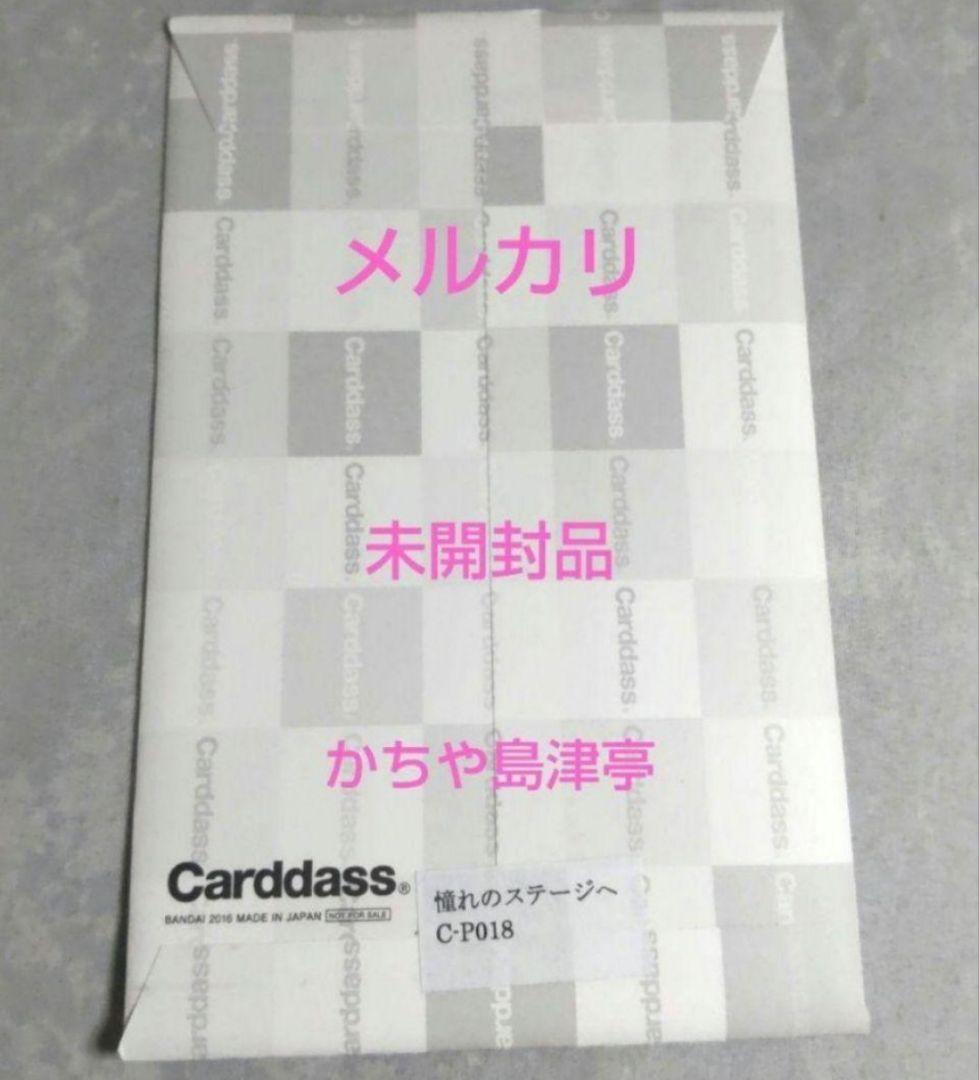 メルカリ
未開封品
かちや島津亭
Carddass®
BANDAI 2016 MADE IN JAPAN NOT FOR SALE
憧れのステージへ
C-P018